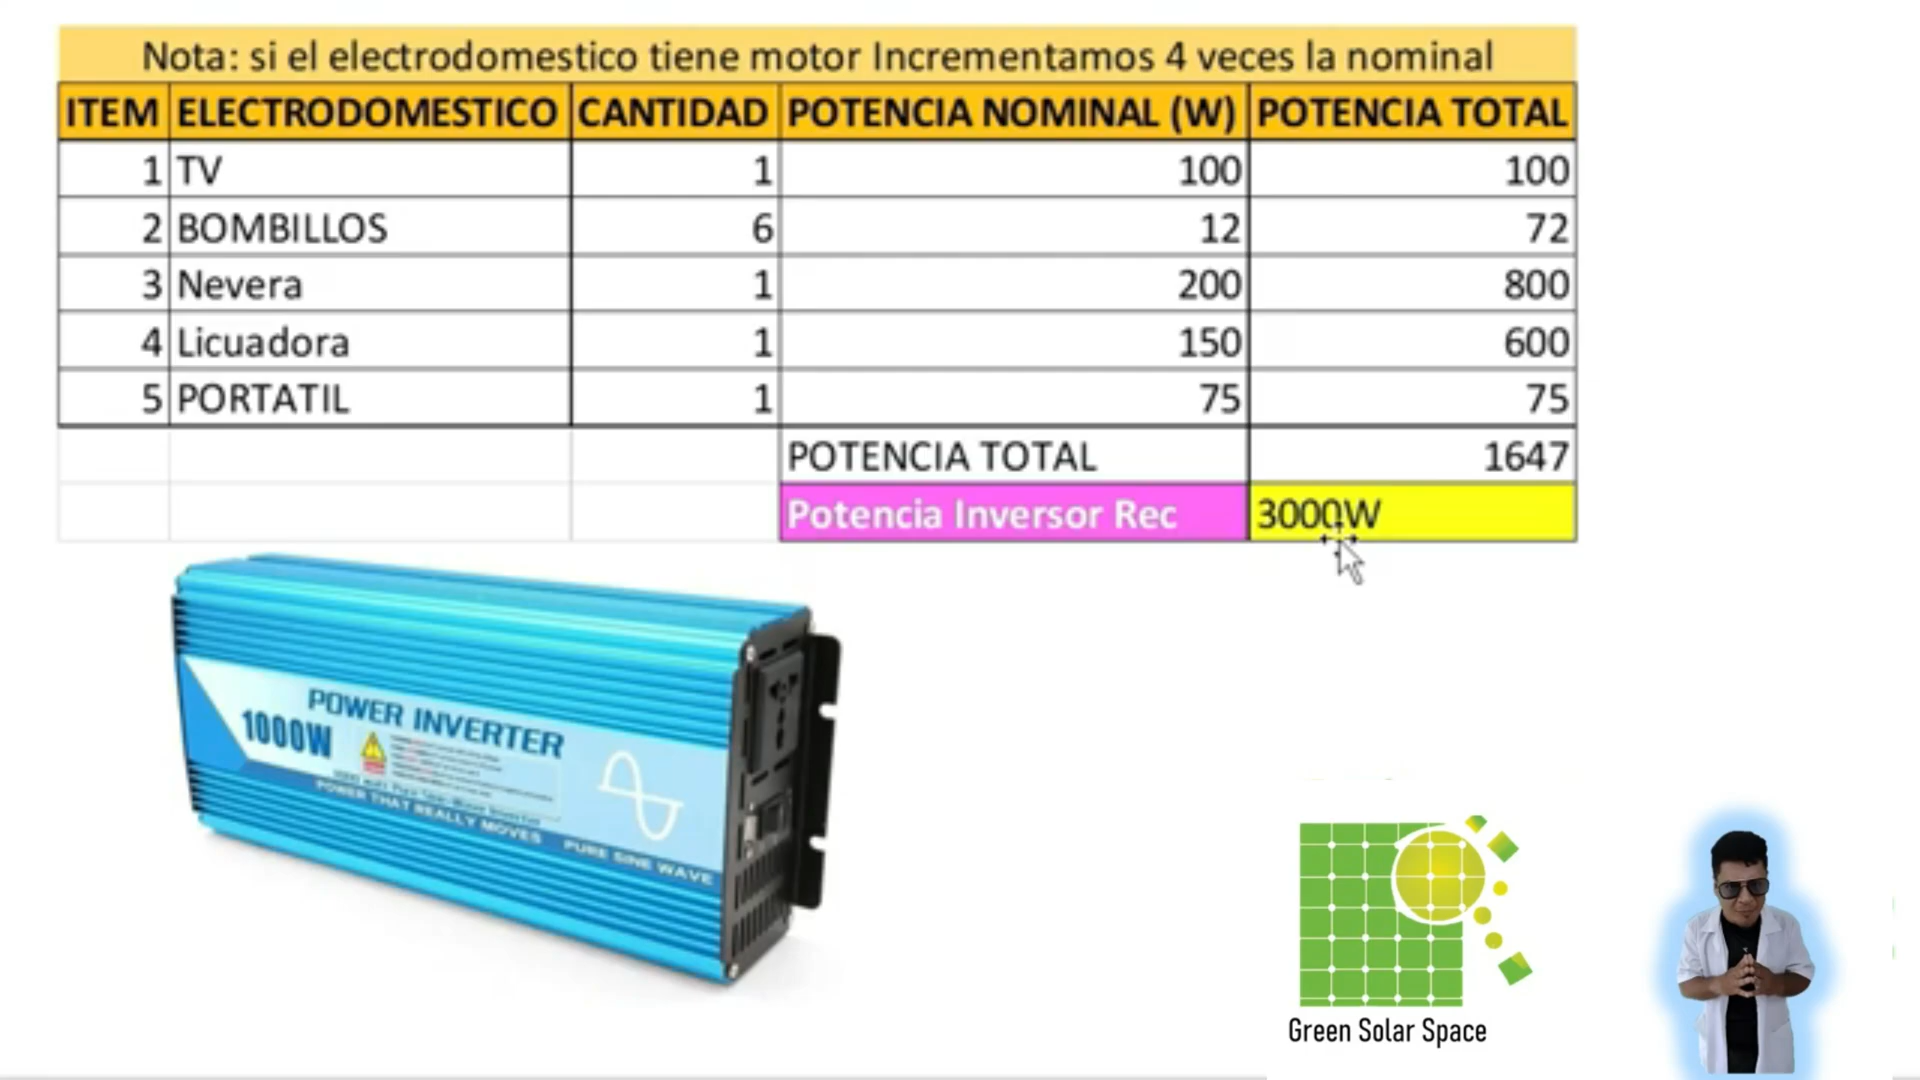 Nota: si el electrodomestico tiene motor Incrementamos 4 veces la nominal
ITEM ELECTRODOMESTICO CANTIDAD POTENCIA NOMINAL (W) POTENCIA TOTAL
1 TV 1 100 100
2 BOMBILLOS 6 12 72
3 Nevera 1 200 800
4 Licuadora 1 150 600
5 PORTATIL 1 75 75
POTENCIA TOTAL 1647
Potencia Inversor Rec 3000W
POWER INVERTER
1000W
POWER THAT REALLY MOVES
PURE SINE WAVE
Green Solar Space